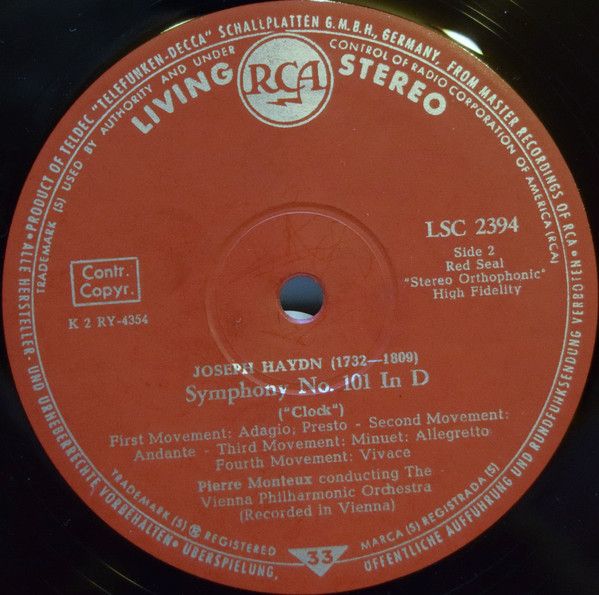 • PRODUCT OF TELDEC "TELEFUNKEN-DECCA" SCHALLPLATTEN G.M.B.H., GERMANY, FROM MASTER RECORDINGS OF RCA •
TRADEMARK (S) USED BY AUTHORITY AND UNDER CONTROL OF RADIO CORPORATION OF AMERICA (RCA)
LIVING RCA STEREO
LSC 2394
Side 2
Red Seal
"Stereo Orthophonic"
High Fidelity
Contr.
Copyr.
K 2 RY-4354
JOSEPH HAYDN (1732—1809)
Symphony No. 101 In D
("Clock")
First Movement: Adagio, Presto - Second Movement:
Andante - Third Movement: Minuet: Allegretto
Fourth Movement: Vivace
Pierre Monteux conducting The
Vienna Philharmonic Orchestra
(Recorded in Vienna)
TRADEMARK (S) ® REGISTERED
MARCA (S) REGISTRADA (S)
33
ALLE HERSTELLER - UND URHEBERRECHTE VORBEHALTEN • ÜBERSPIELUNG, ÖFFENTLICHE AUFFÜHRUNG UND RUNDFUNKSENDUNG VERBOTEN •